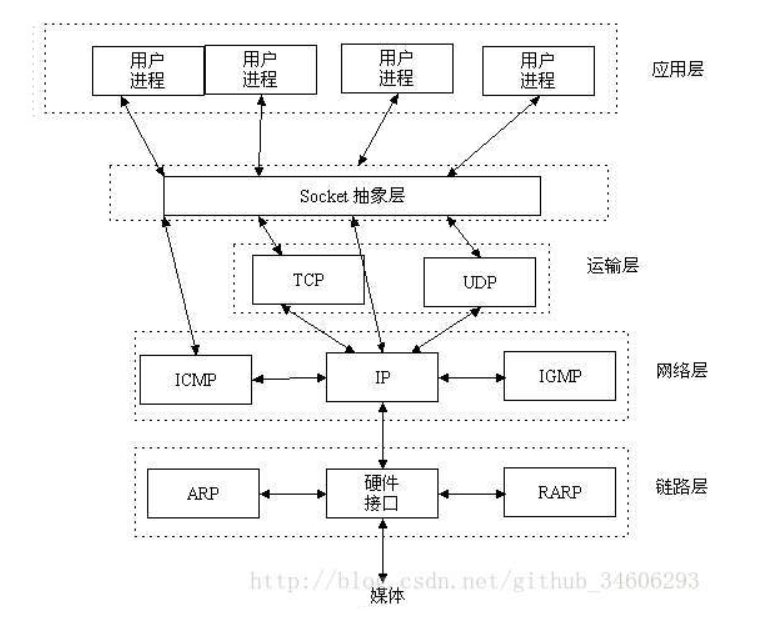 用户
进程
用户
进程
用户
进程
用户
进程
应用层
Socket 抽象层
TCP
UDP
运输层
ICMP
IP
IGMP
网络层
ARP
硬件
接口
RARP
链路层
http://blog.csdn.net/github_34606293
媒体